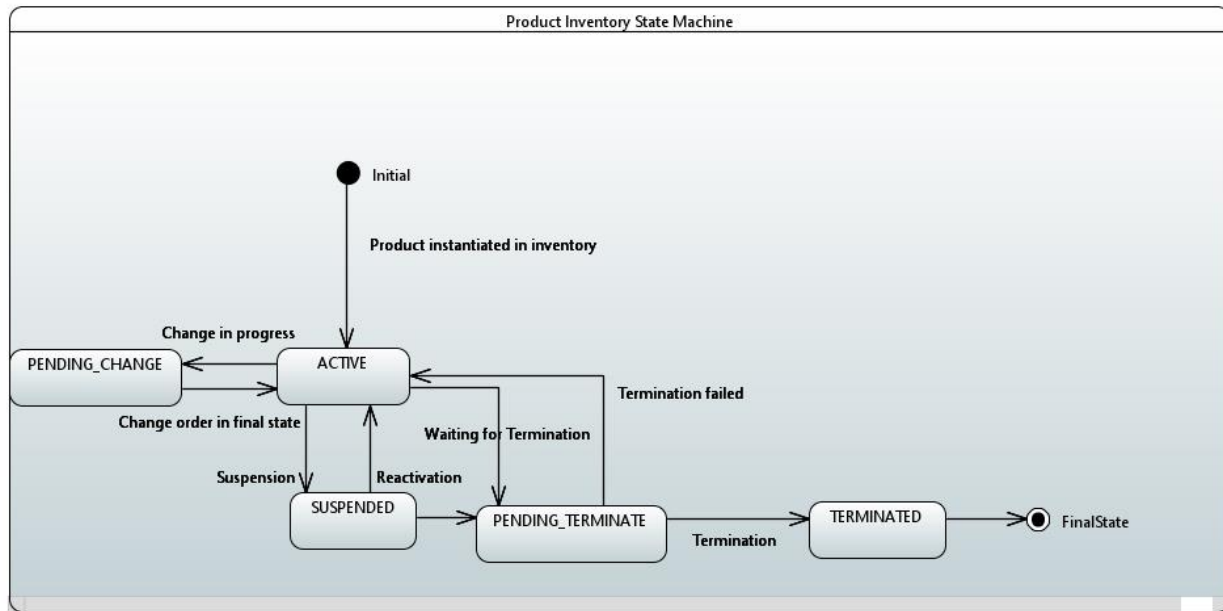 Product Inventory State Machine
Initial
Product instantiated in inventory
Change in progress
PENDING_CHANGE
ACTIVE
Termination failed
Change order in final state
Waiting for Termination
Suspension
Reactivation
SUSPENDED
PENDING_TERMINATE
TERMINATED
FinalState
Termination